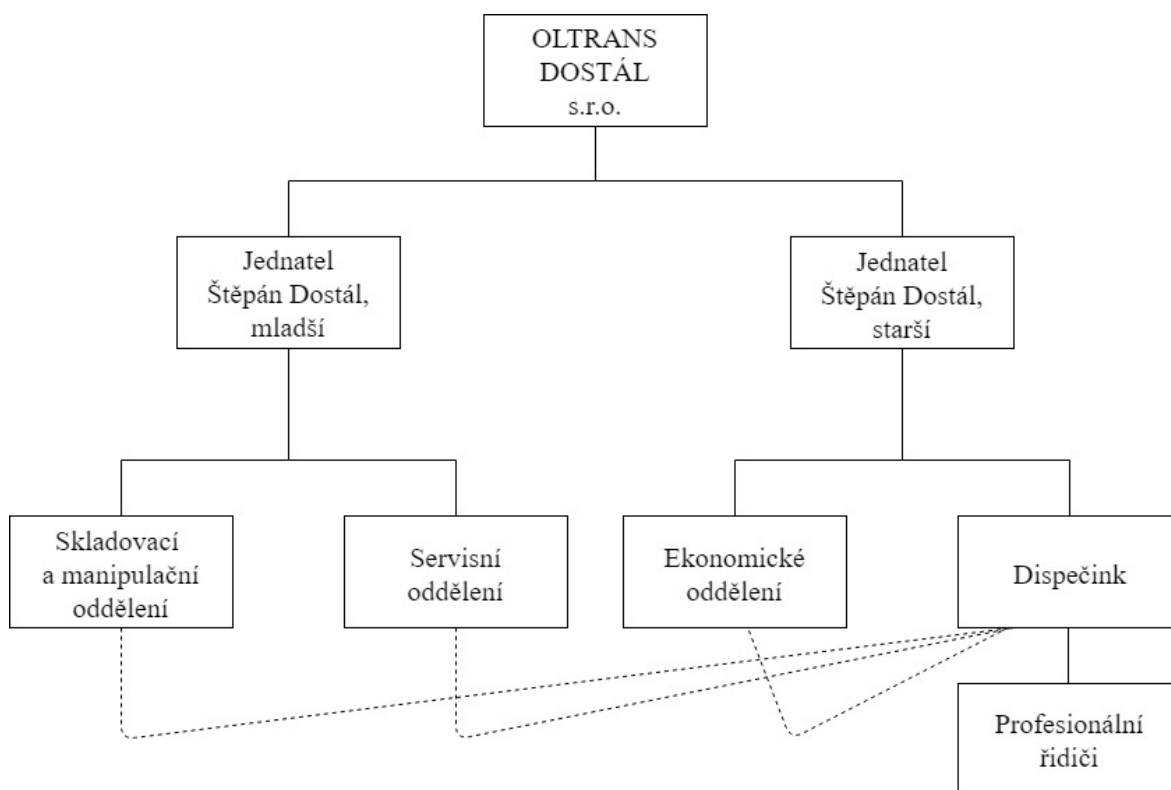 OLTRANS
DOSTÁL
s.r.o.
Jednatel
Štěpán Dostál,
mladší
Jednatel
Štěpán Dostál,
starší
Skladovací
a manipulační
oddělení
Servisní
oddělení
Ekonomické
oddělení
Dispečink
Profesionální
řidiči